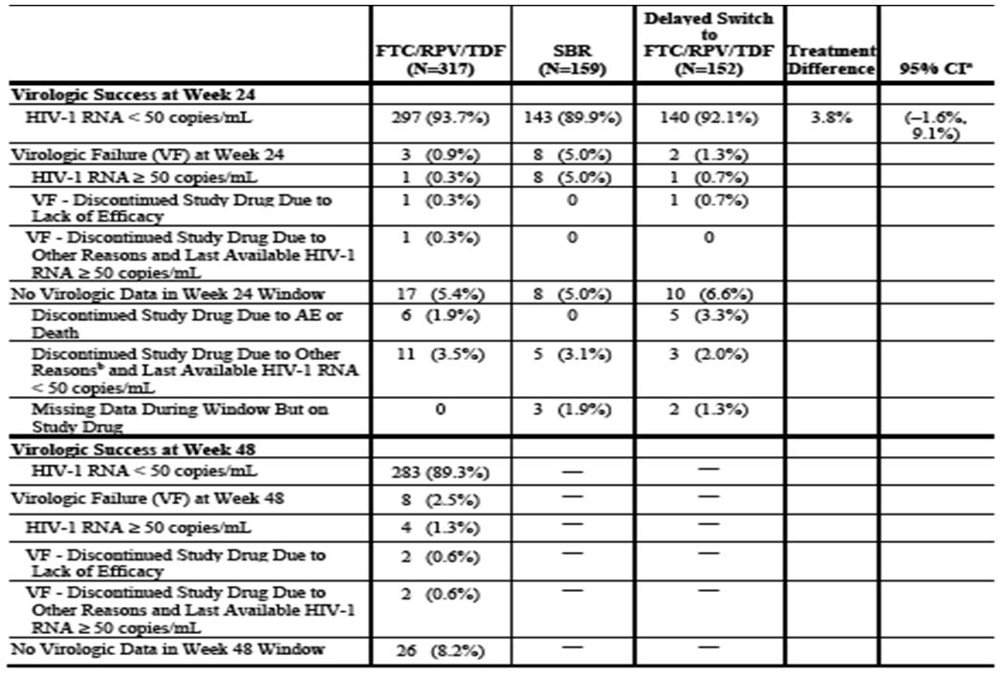 Delayed Switch
to
FTC/RPV/TDF SBR FTC/RPV/TDF Treatment
(N=317) (N=159) (N=152) Difference 95% CIᵃ
Virologic Success at Week 24
HIV-1 RNA < 50 copies/mL 297 (93.7%) 143 (89.9%) 140 (92.1%) 3.8% (–1.6%,
9.1%)
Virologic Failure (VF) at Week 24 3 (0.9%) 8 (5.0%) 2 (1.3%)
HIV-1 RNA ≥ 50 copies/mL 1 (0.3%) 8 (5.0%) 1 (0.7%)
VF - Discontinued Study Drug Due to 1 (0.3%) 0 1 (0.7%)
Lack of Efficacy
VF - Discontinued Study Drug Due to 1 (0.3%) 0 0
Other Reasons and Last Available HIV-1
RNA ≥ 50 copies/mL
No Virologic Data in Week 24 Window 17 (5.4%) 8 (5.0%) 10 (6.6%)
Discontinued Study Drug Due to AE or 6 (1.9%) 0 5 (3.3%)
Death
Discontinued Study Drug Due to Other 11 (3.5%) 5 (3.1%) 3 (2.0%)
Reasonsᵇ and Last Available HIV-1 RNA
< 50 copies/mL
Missing Data During Window But on 0 3 (1.9%) 2 (1.3%)
Study Drug
Virologic Success at Week 48
HIV-1 RNA < 50 copies/mL 283 (89.3%) — —
Virologic Failure (VF) at Week 48 8 (2.5%) — —
HIV-1 RNA ≥ 50 copies/mL 4 (1.3%) — —
VF - Discontinued Study Drug Due to 2 (0.6%) — —
Lack of Efficacy
VF - Discontinued Study Drug Due to 2 (0.6%) — —
Other Reasons and Last Available HIV-1
RNA ≥ 50 copies/mL
No Virologic Data in Week 48 Window 26 (8.2%) — —